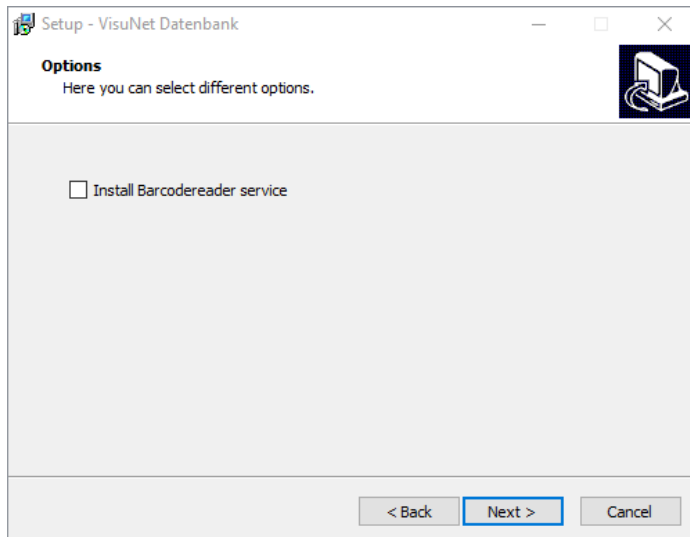 Setup - VisuNet Datenbank
Options
Here you can select different options.
Install Barcodereader service
< Back
Next >
Cancel